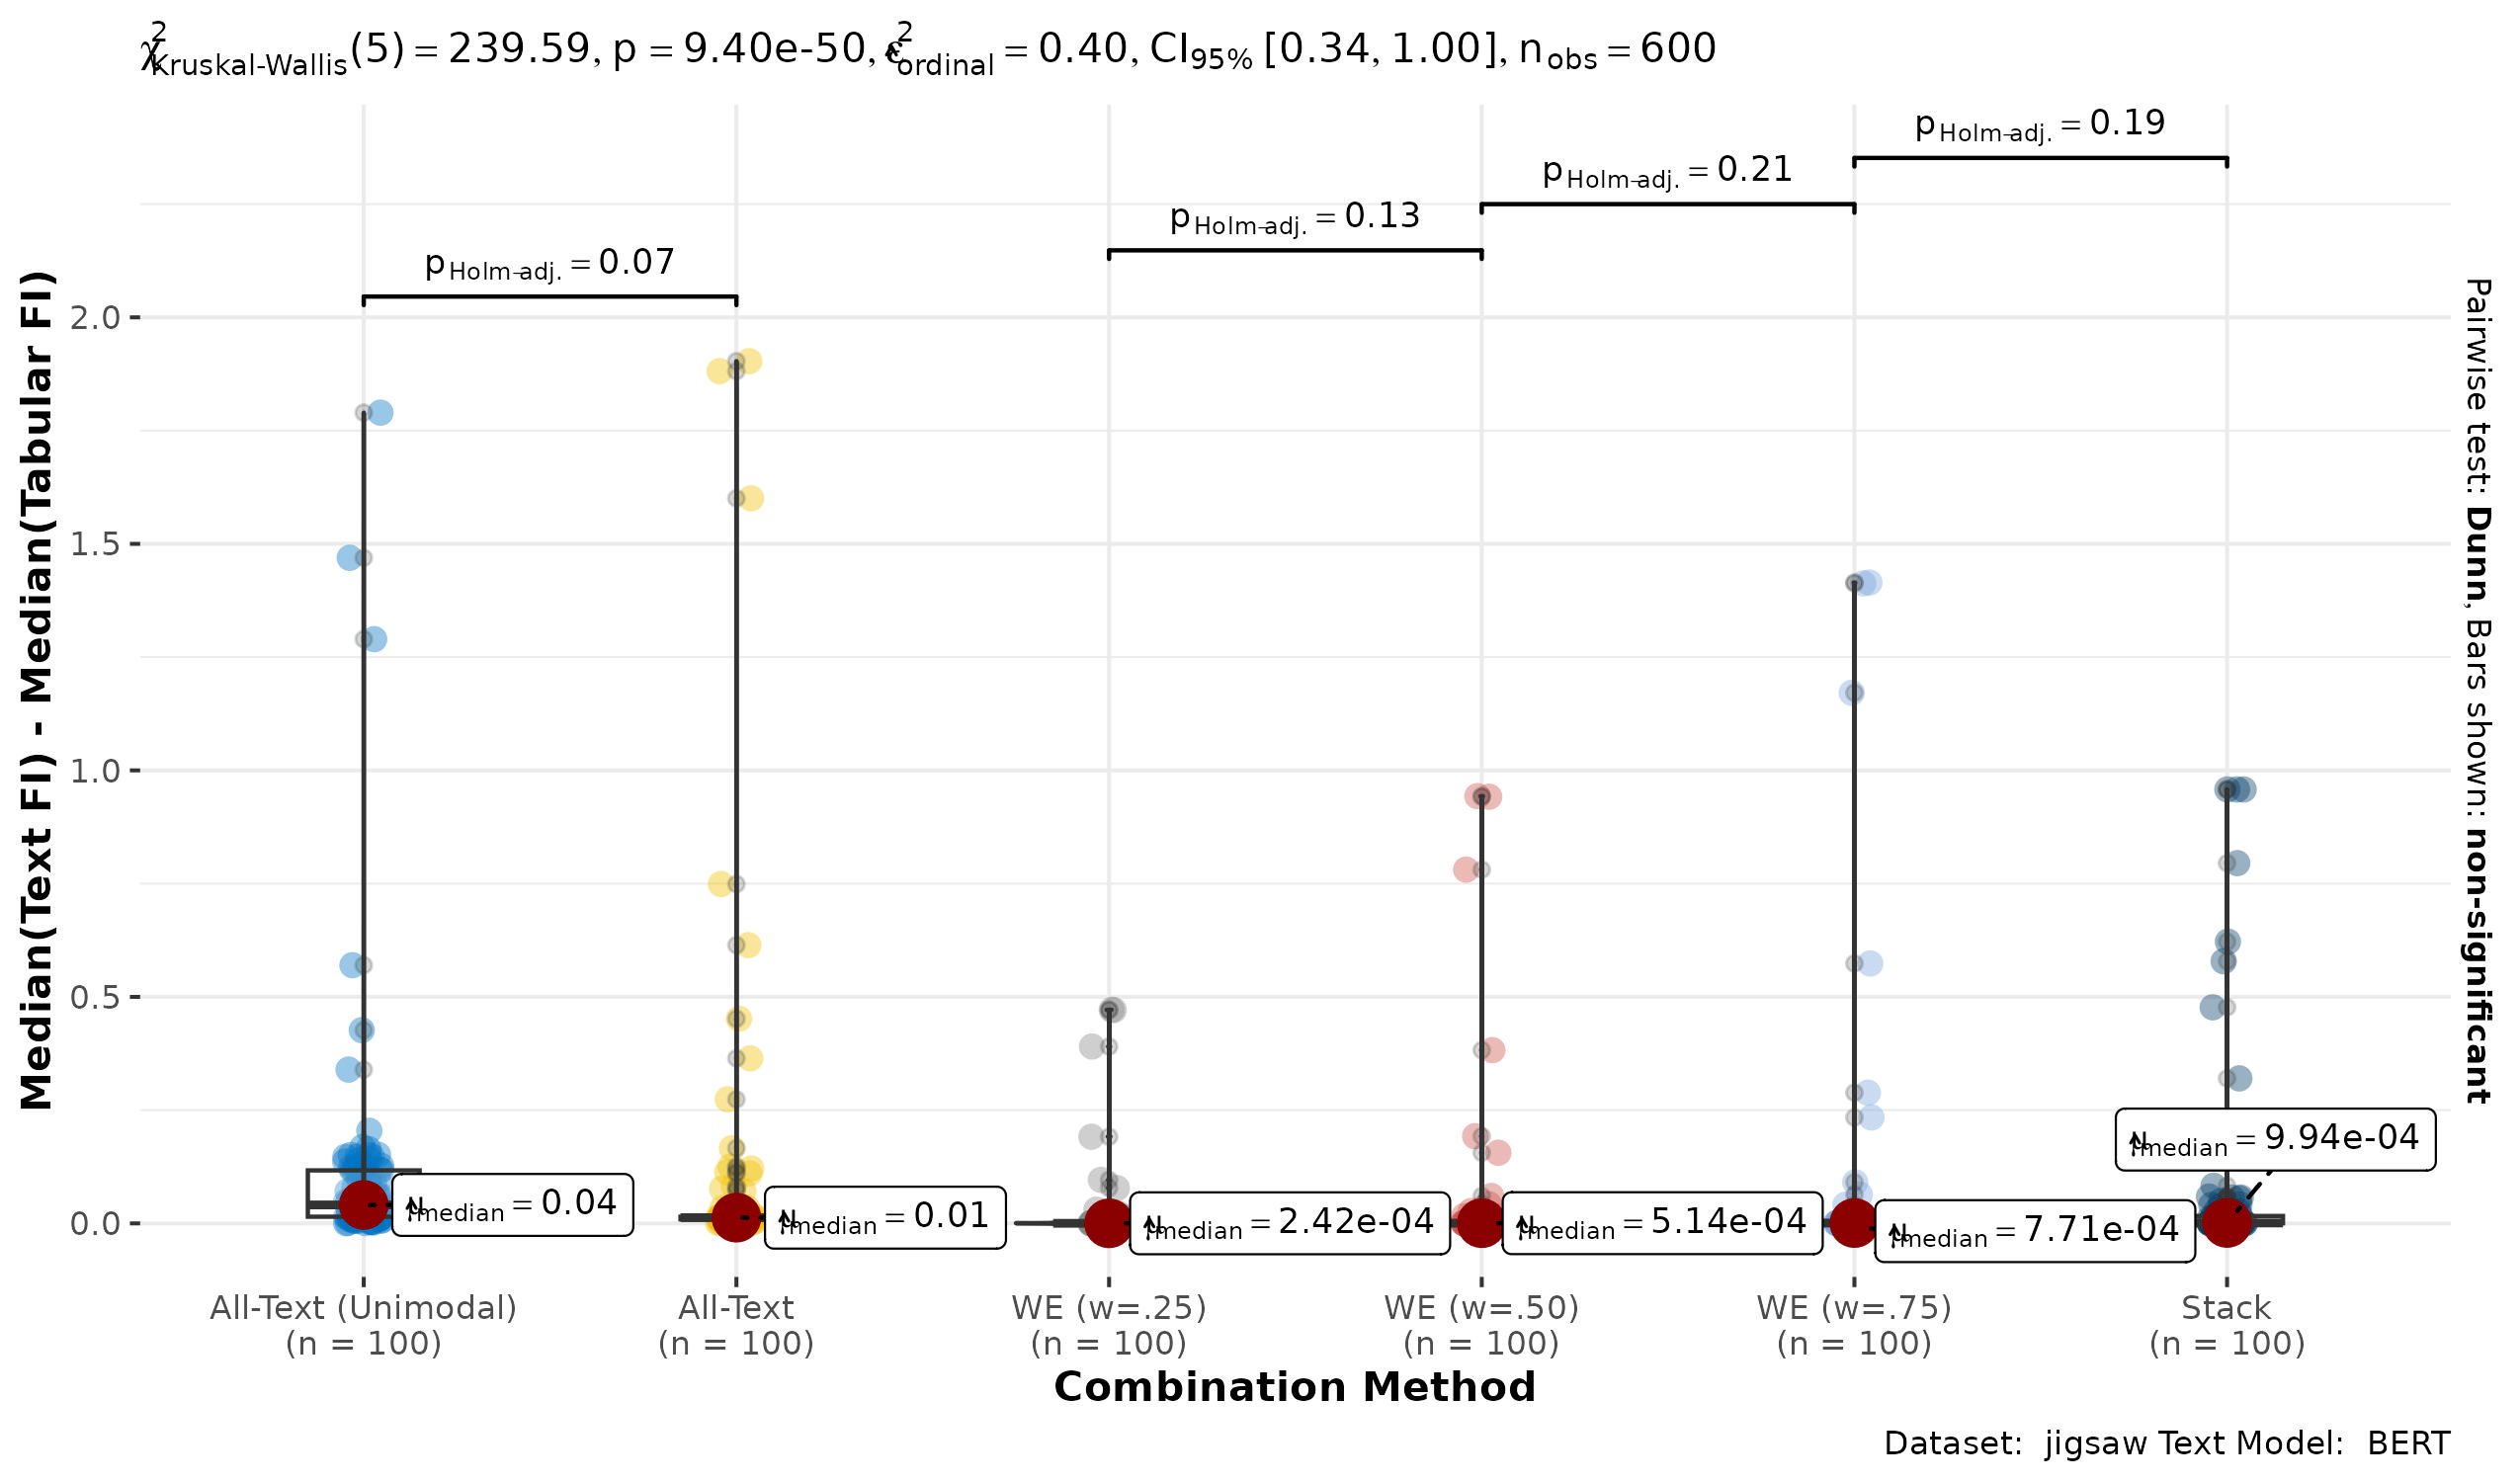 χ²Kruskal-Wallis(5) = 239.59, p = 9.40e-50, ε̂²ordinal = 0.40, CI95% [0.34, 1.00], nobs = 600
pHolm-adj. = 0.19
pHolm-adj. = 0.21
pHolm-adj. = 0.13
pHolm-adj. = 0.07
Median(Text FI) - Median(Tabular FI)
2.0
1.5
1.0
0.5
0.0
μ̂median = 0.04
μ̂median = 0.01
μ̂median = 2.42e-04
μ̂median = 5.14e-04
μ̂median = 7.71e-04
μ̂median = 9.94e-04
Pairwise test: Dunn, Bars shown: non-significant
All-Text (Unimodal)
(n = 100)
All-Text
(n = 100)
WE (w=.25)
(n = 100)
WE (w=.50)
(n = 100)
WE (w=.75)
(n = 100)
Stack
(n = 100)
Combination Method
Dataset: jigsaw Text Model: BERT